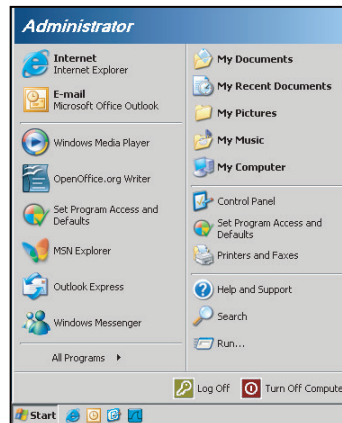 Administrator
Internet
Internet Explorer
E-mail
Microsoft Office Outlook
Windows Media Player
OpenOffice.org Writer
Set Program Access and
Defaults
MSN Explorer
Outlook Express
Windows Messenger
All Programs
My Documents
My Recent Documents
My Pictures
My Music
My Computer
Control Panel
Set Program Access and
Defaults
Printers and Faxes
Help and Support
Search
Run...
Log Off
Turn Off Compute
Start